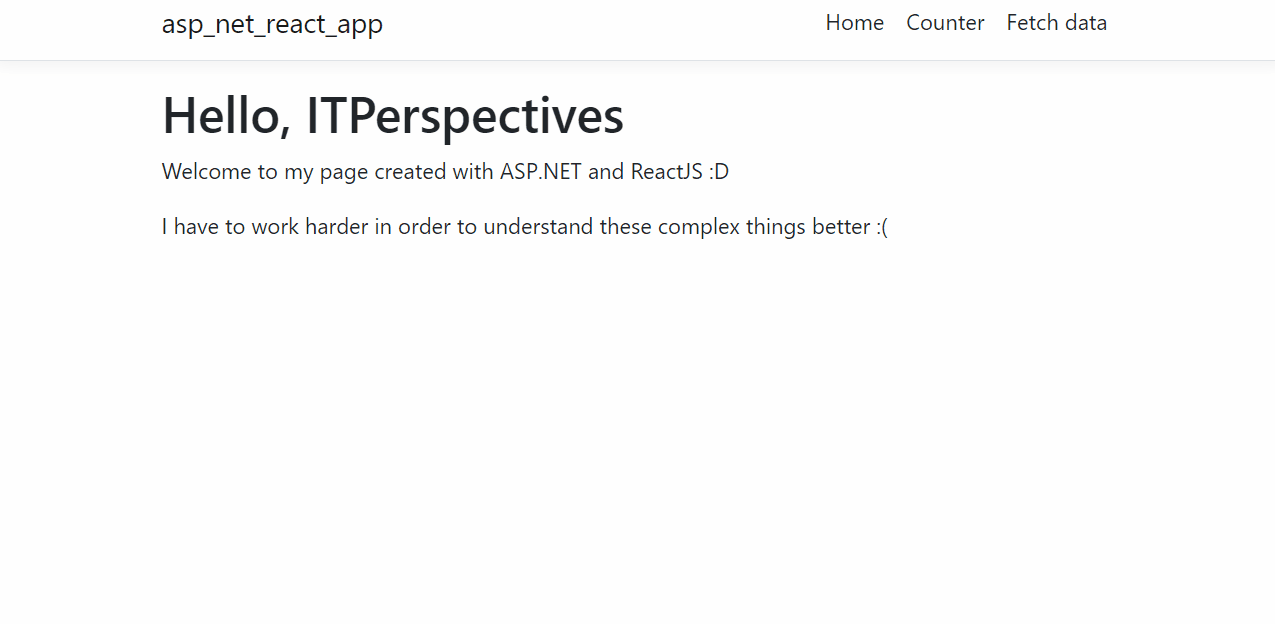 asp_net_react_app
Home Counter Fetch data
Hello, ITPerspectives
Welcome to my page created with ASP.NET and ReactJS :D
I have to work harder in order to understand these complex things better :(